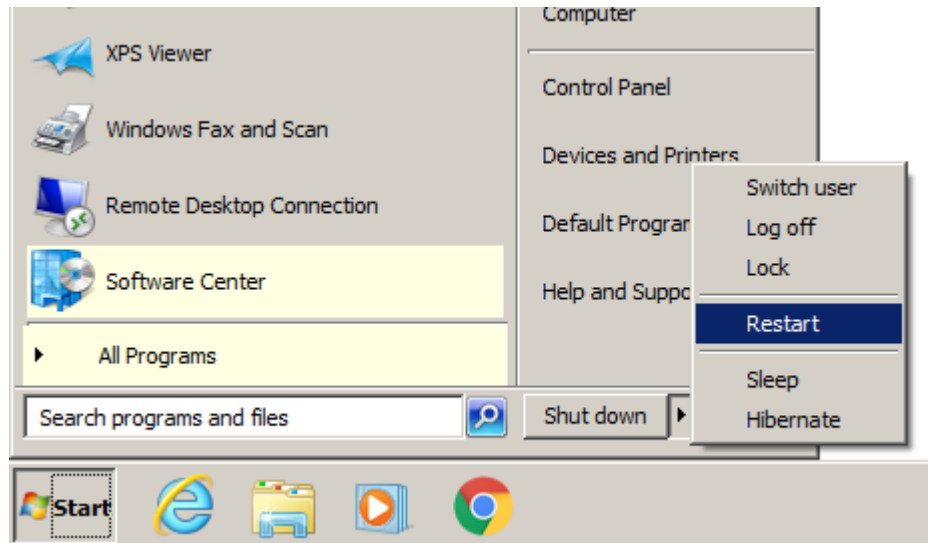 Computer
XPS Viewer
Control Panel
Windows Fax and Scan
Devices and Printers
Remote Desktop Connection
Default Program
Software Center
Help and Suppo
All Programs
Search programs and files
Shut down
Switch user
Log off
Lock
Restart
Sleep
Hibernate
Start